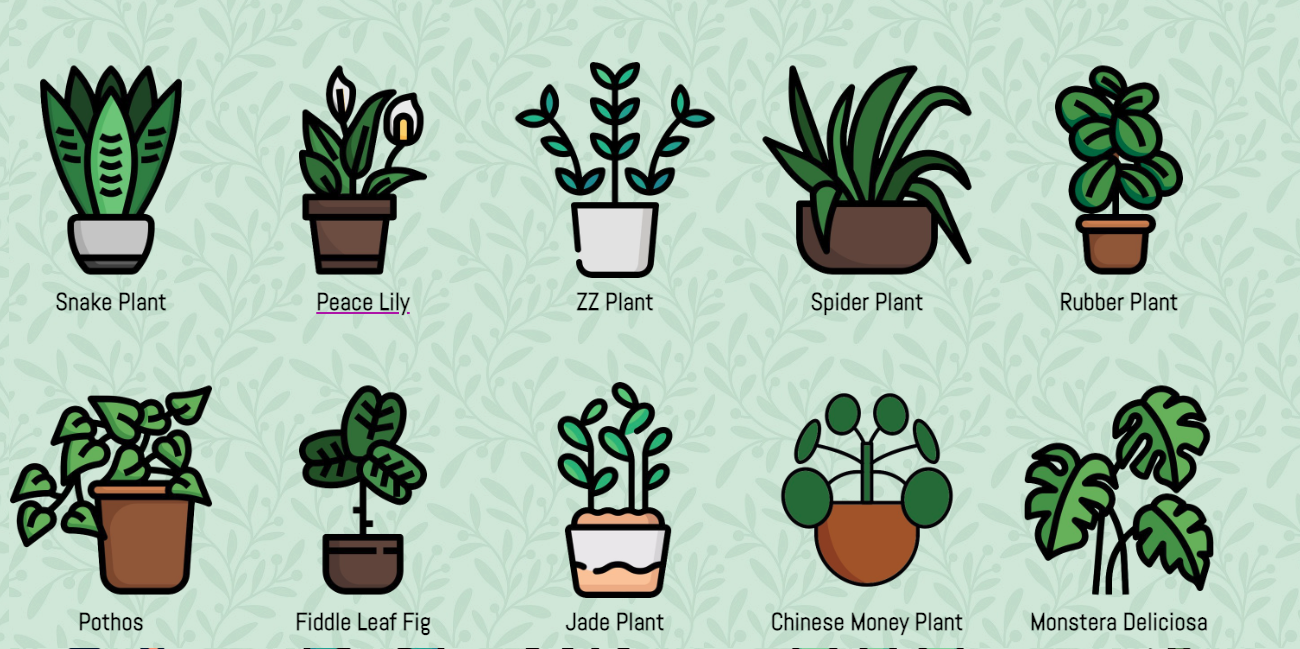 Snake Plant
Peace Lily
ZZ Plant
Spider Plant
Rubber Plant
Pothos
Fiddle Leaf Fig
Jade Plant
Chinese Money Plant
Monstera Deliciosa